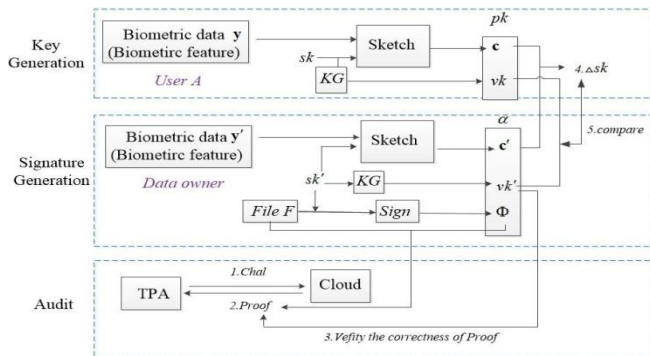 pk
Key
Generation
Biometric data y
(Biometirc feature)
User A
sk
KG
Sketch
c
vk
4.△sk
5.compare
α
Signature
Generation
Biometric data y′
(Biometirc feature)
Data owner
sk′
KG
Sketch
c′
vk′
File F
Sign
Φ
Audit
TPA
1.Chal
Cloud
2.Proof
3.Vefity the correctness of Proof